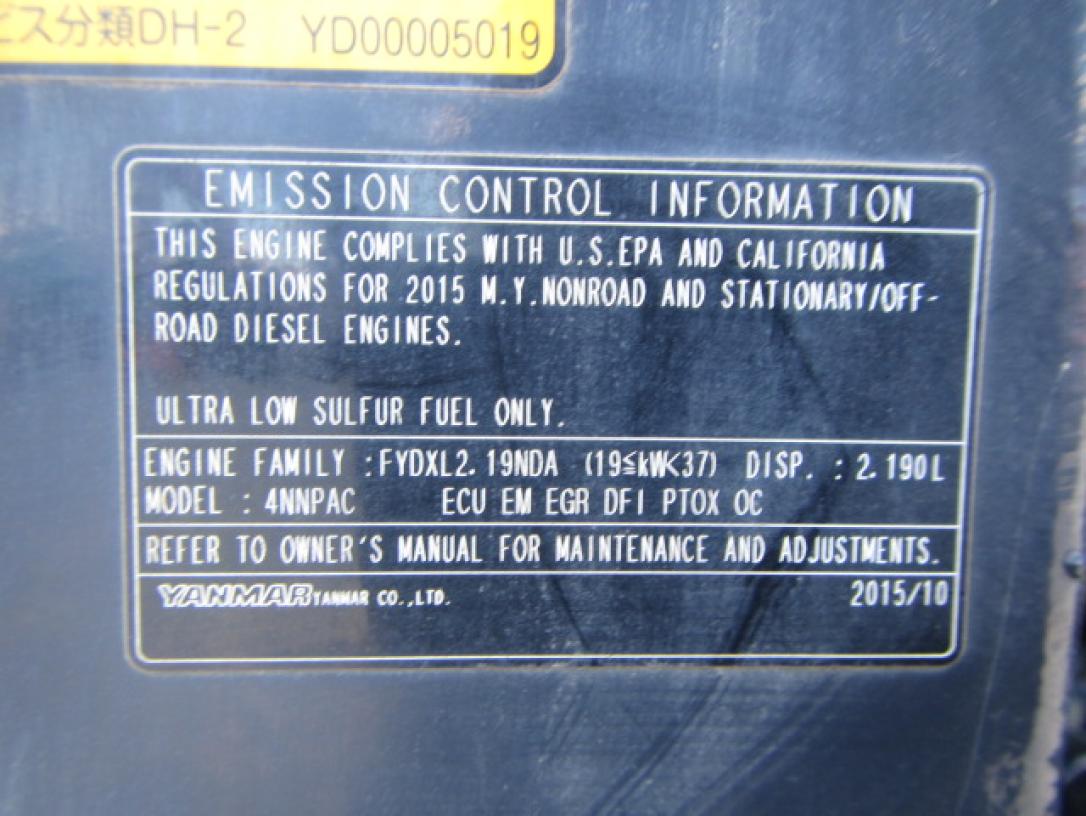 ビス分類DH-2 YD00005019
EMISSION CONTROL INFORMATION
THIS ENGINE COMPLIES WITH U.S.EPA AND CALIFORNIA
REGULATIONS FOR 2015 M.Y.NONROAD AND STATIONARY/OFF-
ROAD DIESEL ENGINES.
ULTRA LOW SULFUR FUEL ONLY.
ENGINE FAMILY :FYDXL2.19NDA (19≦kW<37) DISP. : 2.190L
MODEL : 4NNPAC ECU EM EGR DFI PTOX OC
REFER TO OWNER'S MANUAL FOR MAINTENANCE AND ADJUSTMENTS.
YANMAR YANMAR CO.,LTD. 2015/10